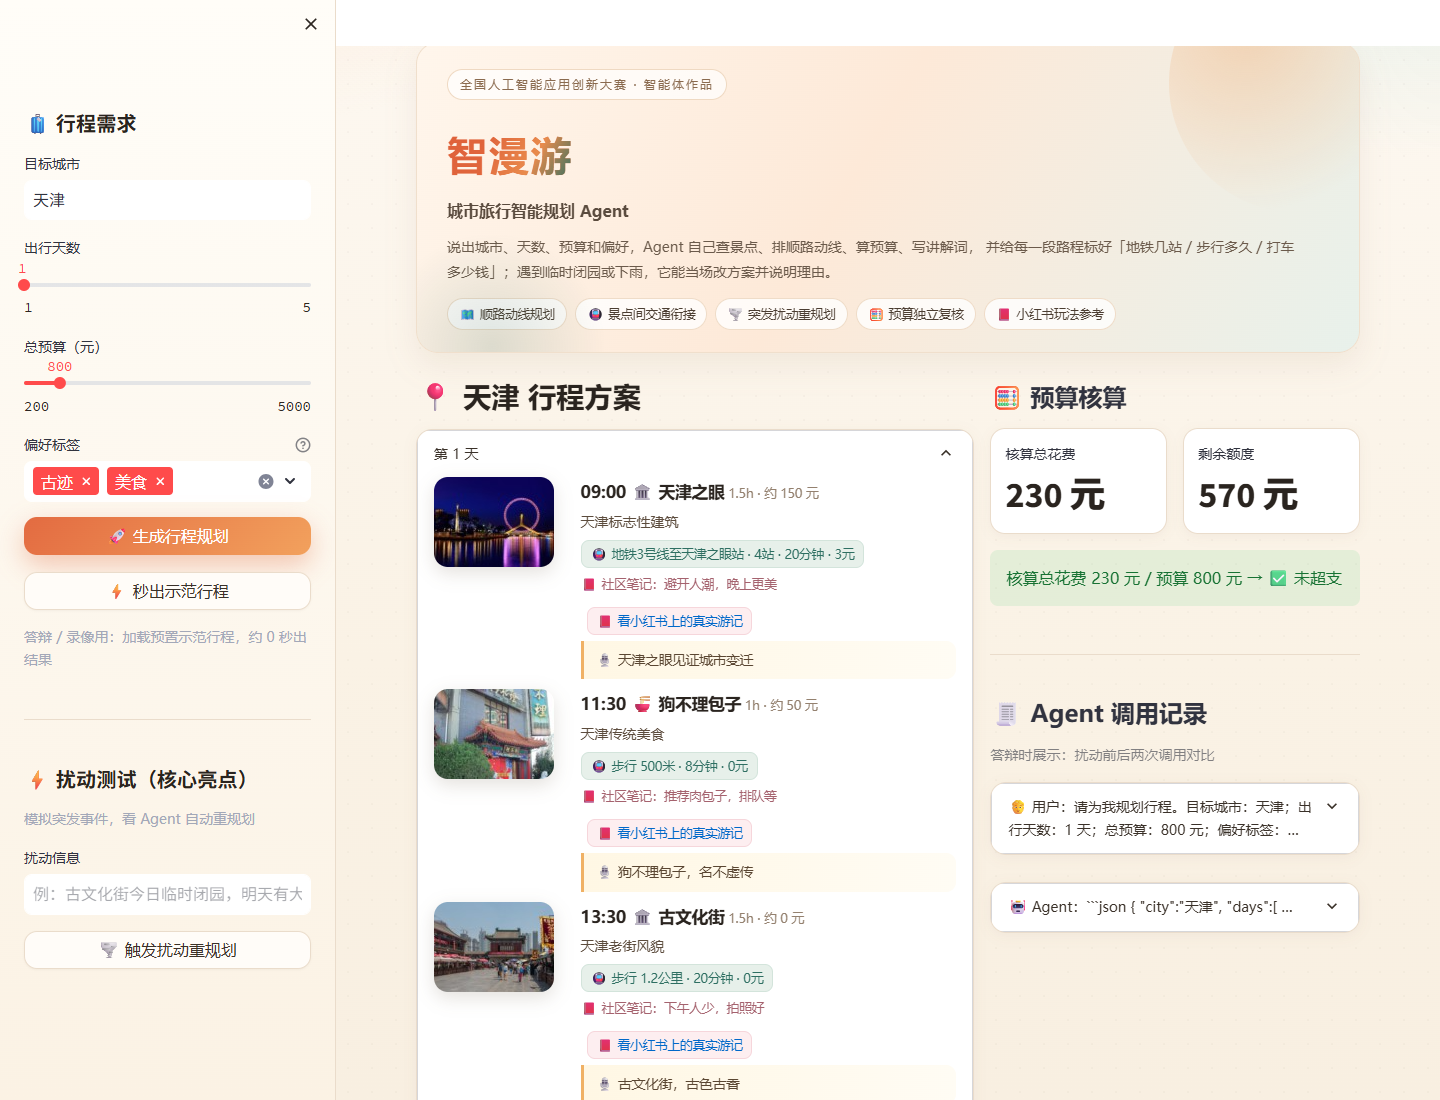 行程需求
目标城市
天津
出行天数
1
1
5
总预算（元）
800
200
5000
偏好标签
古迹
美食
生成行程规划
秒出示范行程
答辩 / 录像用：加载预置示范行程，约 0 秒出
结果
扰动测试（核心亮点）
模拟突发事件，看 Agent 自动重规划
扰动信息
例：古文化街今日临时闭园，明天有大
触发扰动重规划
全国人工智能应用创新大赛 · 智能体作品
智漫游
城市旅行智能规划 Agent
说出城市、天数、预算和偏好，Agent 自己查景点、排顺路动线、算预算、写讲解词， 并给每一段路程标好「地铁几站 / 步行多久 / 打车
多少钱」；遇到临时闭园或下雨，它能当场改方案并说明理由。
顺路动线规划
景点间交通衔接
突发扰动重规划
预算独立复核
小红书玩法参考
天津 行程方案
第 1 天
09:00 天津之眼 1.5h · 约 150 元
天津标志性建筑
地铁3号线至天津之眼站 · 4站 · 20分钟 · 3元
社区笔记：避开人潮，晚上更美
看小红书上的真实游记
天津之眼见证城市变迁
11:30 狗不理包子 1h · 约 50 元
天津传统美食
步行 500米 · 8分钟 · 0元
社区笔记：推荐肉包子，排队等
看小红书上的真实游记
狗不理包子，名不虚传
13:30 古文化街 1.5h · 约 0 元
天津老街风貌
步行 1.2公里 · 20分钟 · 0元
社区笔记：下午人少，拍照好
看小红书上的真实游记
古文化街，古色古香
预算核算
核算总花费
230 元
剩余额度
570 元
核算总花费 230 元 / 预算 800 元 → ✅ 未超支
Agent 调用记录
答辩时展示：扰动前后两次调用对比
用户：请为我规划行程。目标城市：天津；出
行天数：1 天；总预算：800 元；偏好标签：...
Agent：```json { "city":"天津", "days":[ ...